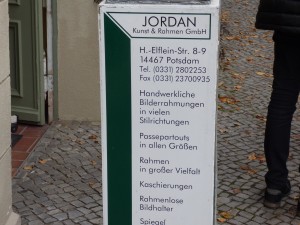 JORDAN
Kunst & Rahmen GmbH
H.-Elflein-Str. 8-9
14467 Potsdam
Tel. (0331) 2802253
Fax (0331) 23700935
Handwerkliche
Bilderrahmungen
in vielen
Stilrichtungen
Passepartouts
in allen Größen
Rahmen
in großer Vielfalt
Kaschierungen
Rahmenlose
Bildhalter
Spiegel